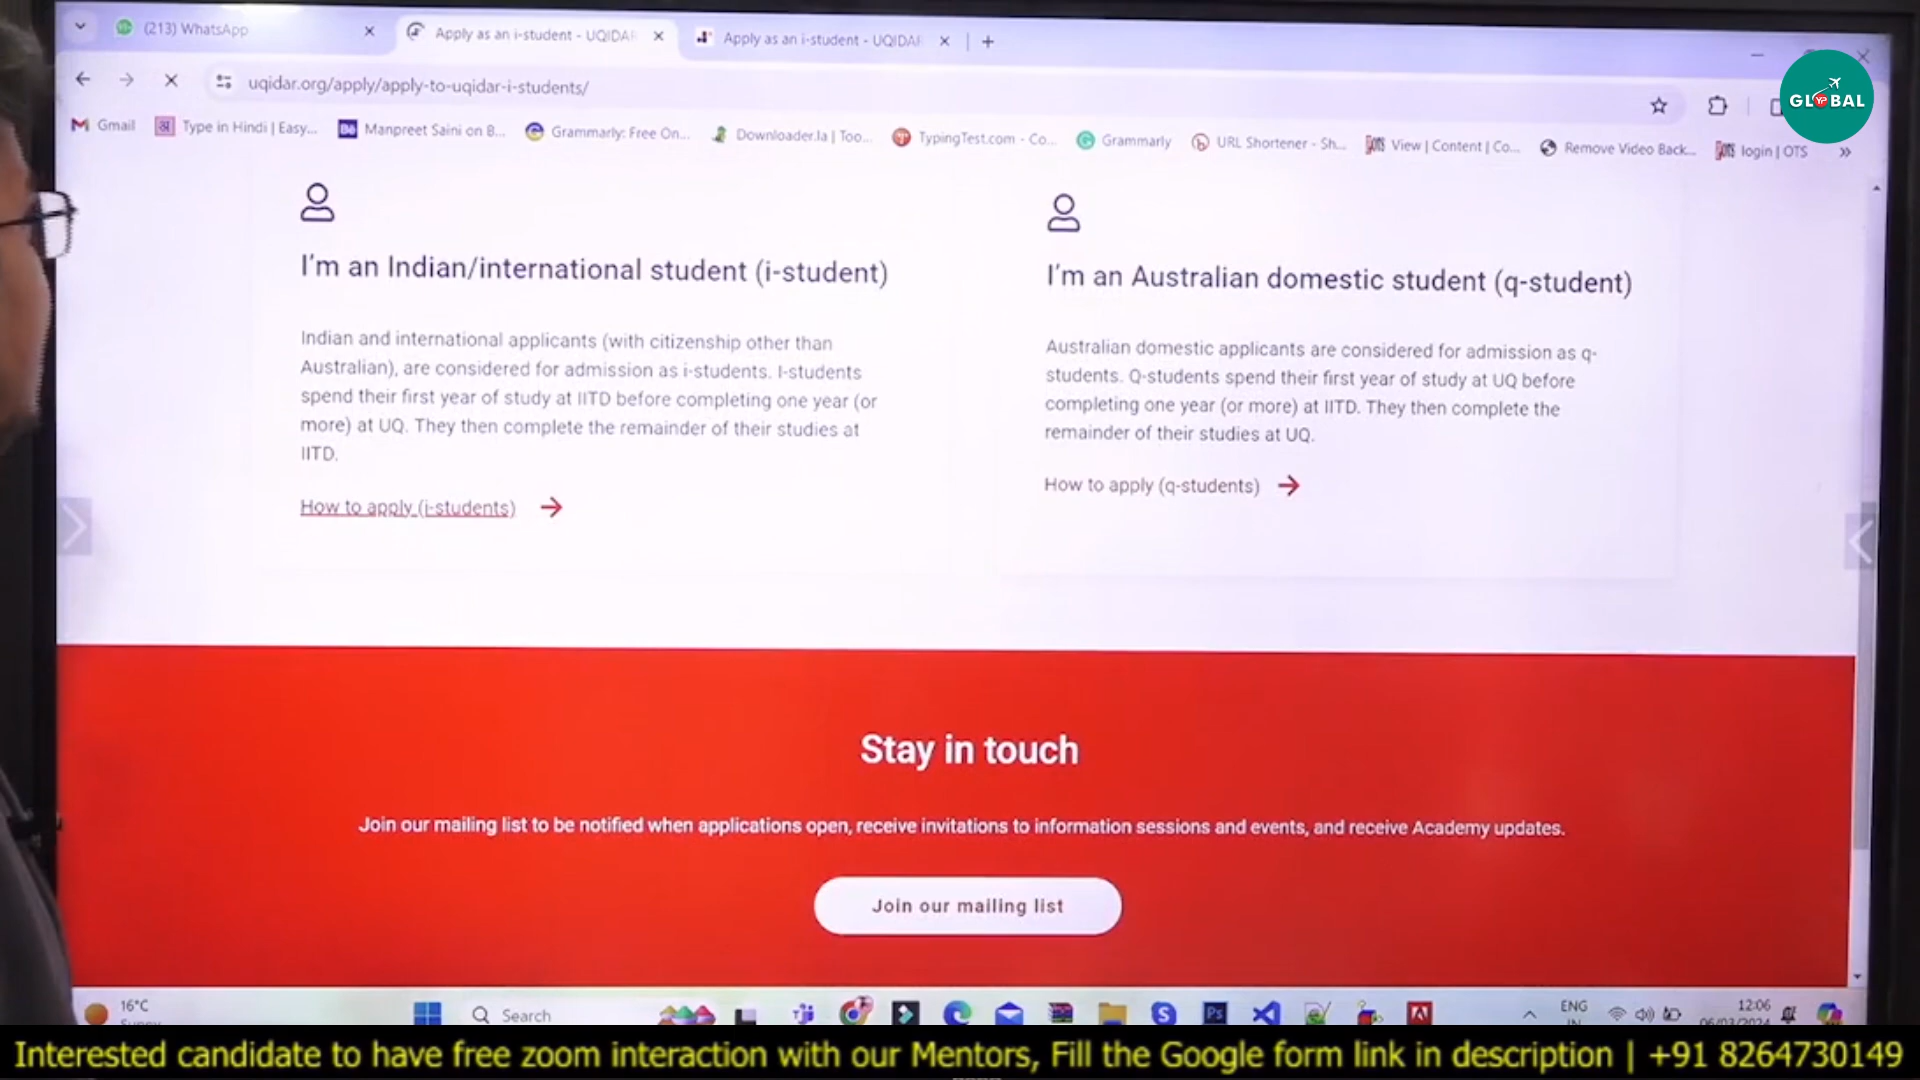 (213) WhatsApp
Apply as an i-student - UQIDAR
Apply as an i-student - UQIDAR
uqidar.org/apply/apply-to-uqidar-i-students/
GLOBAL
YP
Gmail
Type in Hindi | Easy...
Manpreet Saini on B...
Grammarly: Free On...
Downloader.la | Too...
TypingTest.com - Co...
Grammarly
URL Shortener - Sh...
View | Content | Co...
Remove Video Back...
login | OTS
I'm an Indian/international student (i-student)
Indian and international applicants (with citizenship other than
Australian), are considered for admission as i-students. I-students
spend their first year of study at IITD before completing one year (or
more) at UQ. They then complete the remainder of their studies at
IITD.
How to apply (i-students)
I'm an Australian domestic student (q-student)
Australian domestic applicants are considered for admission as q-
students. Q-students spend their first year of study at UQ before
completing one year (or more) at IITD. They then complete the
remainder of their studies at UQ.
How to apply (q-students)
Stay in touch
Join our mailing list to be notified when applications open, receive invitations to information sessions and events, and receive Academy updates.
Join our mailing list
16°C
Sunny
Search
Ps
ENG
IN
12:06
06/03/2024
Interested candidate to have free zoom interaction with our Mentors, Fill the Google form link in description | +91 8264730149